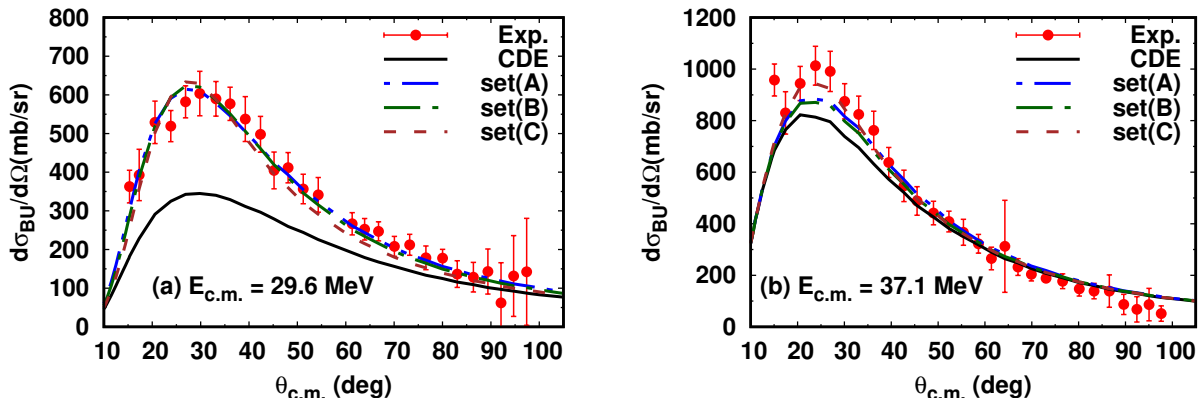 800
700
600
500
400
300
200
100
0
dσBU/dΩ(mb/sr)
Exp.
CDE
set(A)
set(B)
set(C)
(a) Ec.m. = 29.6 MeV
10 20 30 40 50 60 70 80 90 100
θc.m. (deg)
1200
1000
800
600
400
200
0
dσBU/dΩ(mb/sr)
Exp.
CDE
set(A)
set(B)
set(C)
(b) Ec.m. = 37.1 MeV
10 20 30 40 50 60 70 80 90 100
θc.m. (deg)